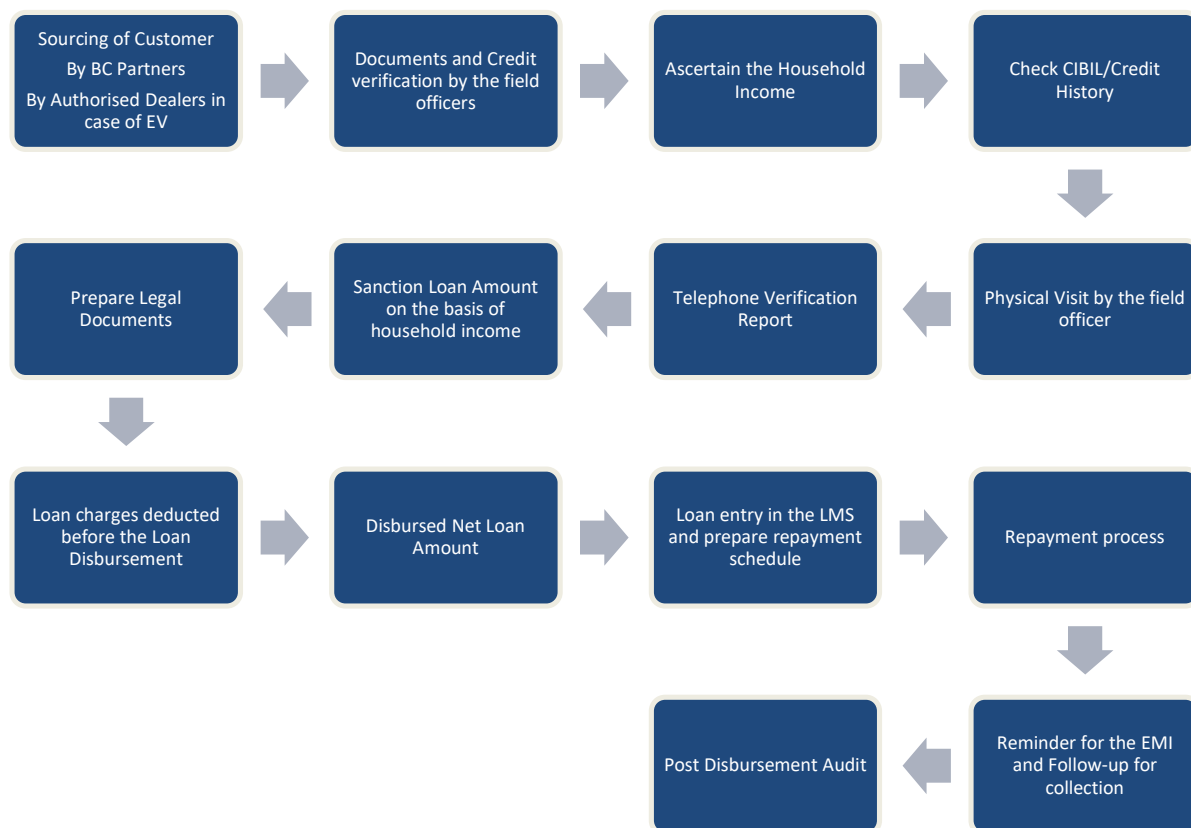 Sourcing of Customer
By BC Partners
By Authorised Dealers in
case of EV
Documents and Credit
verification by the field
officers
Ascertain the Household
Income
Check CIBIL/Credit
History
Physical Visit by the field
officer
Telephone Verification
Report
Sanction Loan Amount
on the basis of
household income
Prepare Legal
Documents
Loan charges deducted
before the Loan
Disbursement
Disbursed Net Loan
Amount
Loan entry in the LMS
and prepare repayment
schedule
Repayment process
Reminder for the EMI
and Follow-up for
collection
Post Disbursement Audit